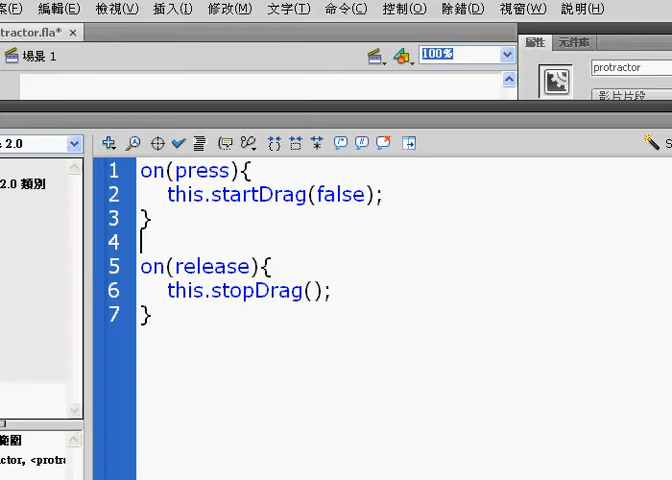 案(F) 編輯(E) 檢視(V) 插入(I) 修改(M) 文字(T) 命令(C) 控制(O) 除錯(D) 視窗(W) 說明(H)
tractor.fla*
場景 1
100%
屬性 元件庫
protractor
影片片段
2.0
2.0 類別
1 on(press){
2 this.startDrag(false);
3 }
4
5 on(release){
6 this.stopDrag();
7 }
範圍
ctor, <protra